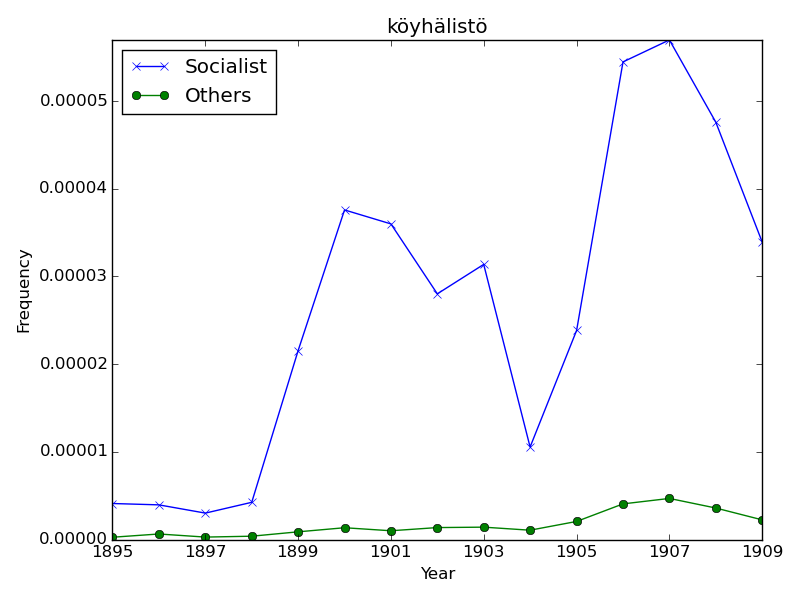 köyhälistö
Socialist
Others
0.00005
0.00004
0.00003
0.00002
0.00001
0.00000
Frequency
1895 1897 1899 1901 1903 1905 1907 1909
Year